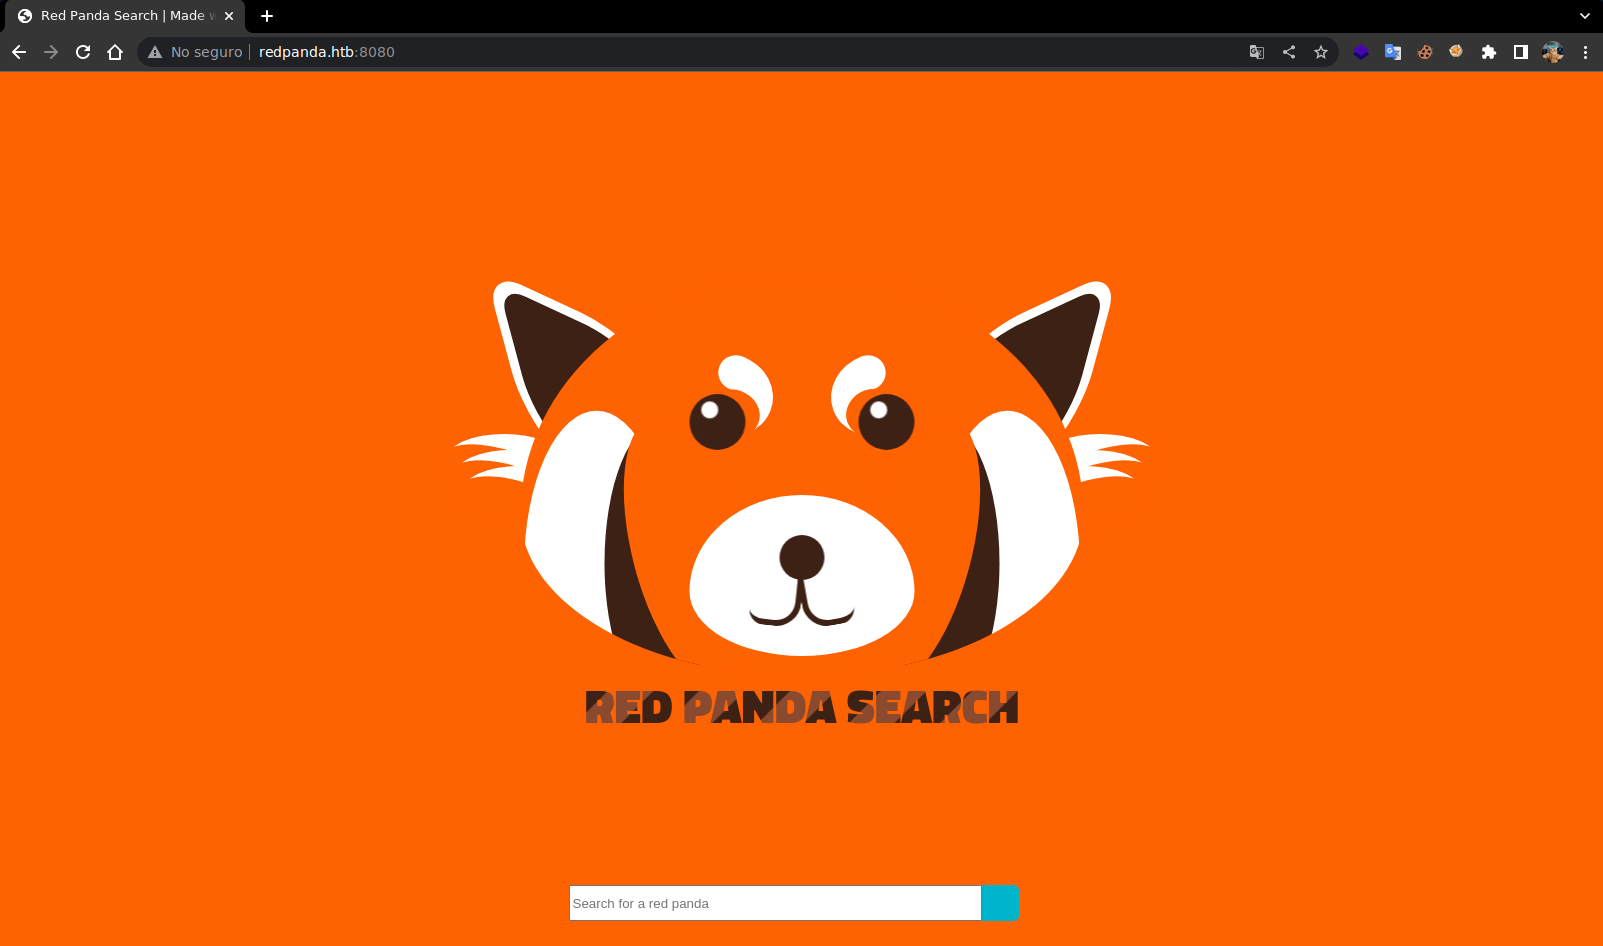 Red Panda Search | Made w
No seguro
redpanda.htb:8080
RED PANDA SEARCH
Search for a red panda